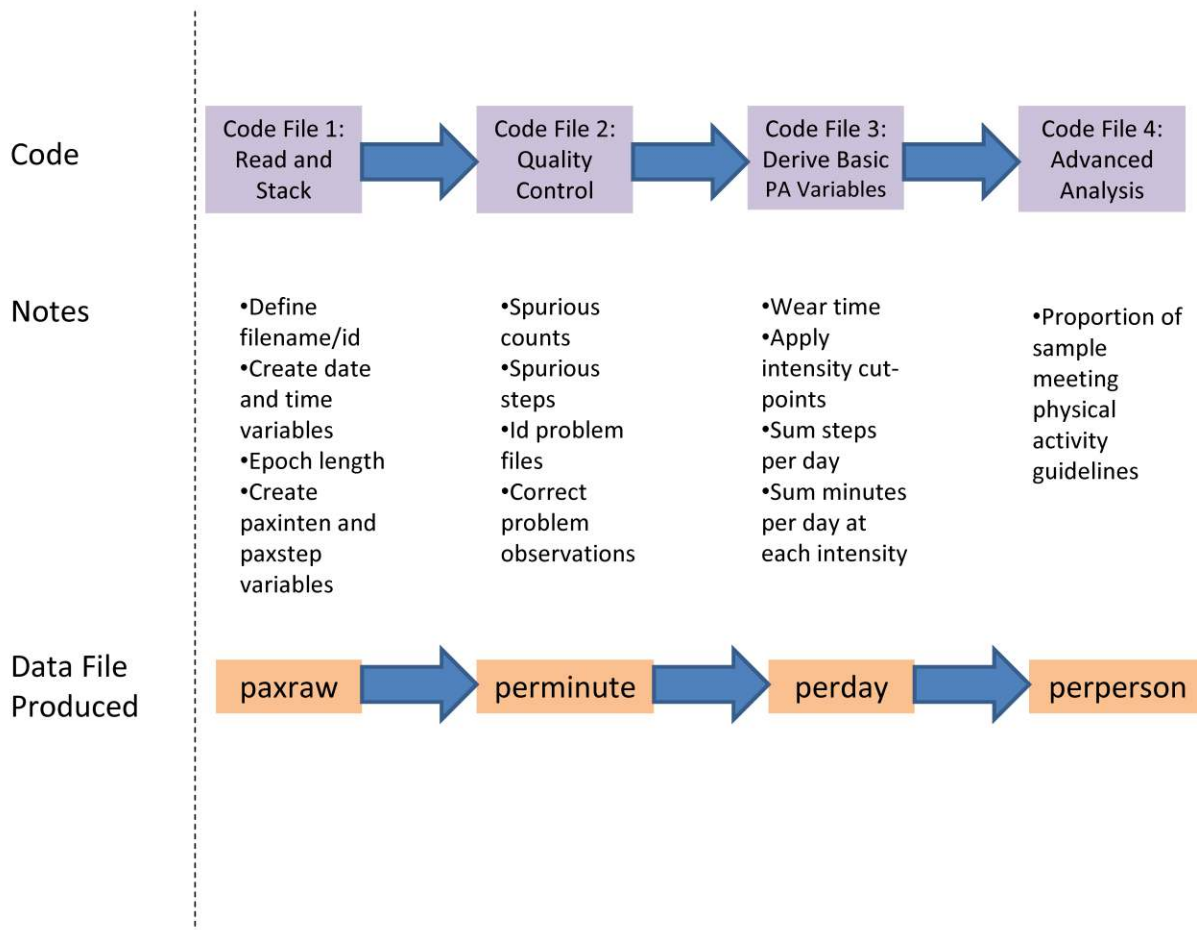 Code
Code File 1:
Read and
Stack
Code File 2:
Quality
Control
Code File 3:
Derive Basic
PA Variables
Code File 4:
Advanced
Analysis
Notes
•Define
filename/id
•Create date
and time
variables
•Epoch length
•Create
paxinten and
paxstep
variables
•Spurious
counts
•Spurious
steps
•Id problem
files
•Correct
problem
observations
•Wear time
•Apply
intensity cut-
points
•Sum steps
per day
•Sum minutes
per day at
each intensity
•Proportion of
sample
meeting
physical
activity
guidelines
Data File
Produced
paxraw
perminute
perday
perperson